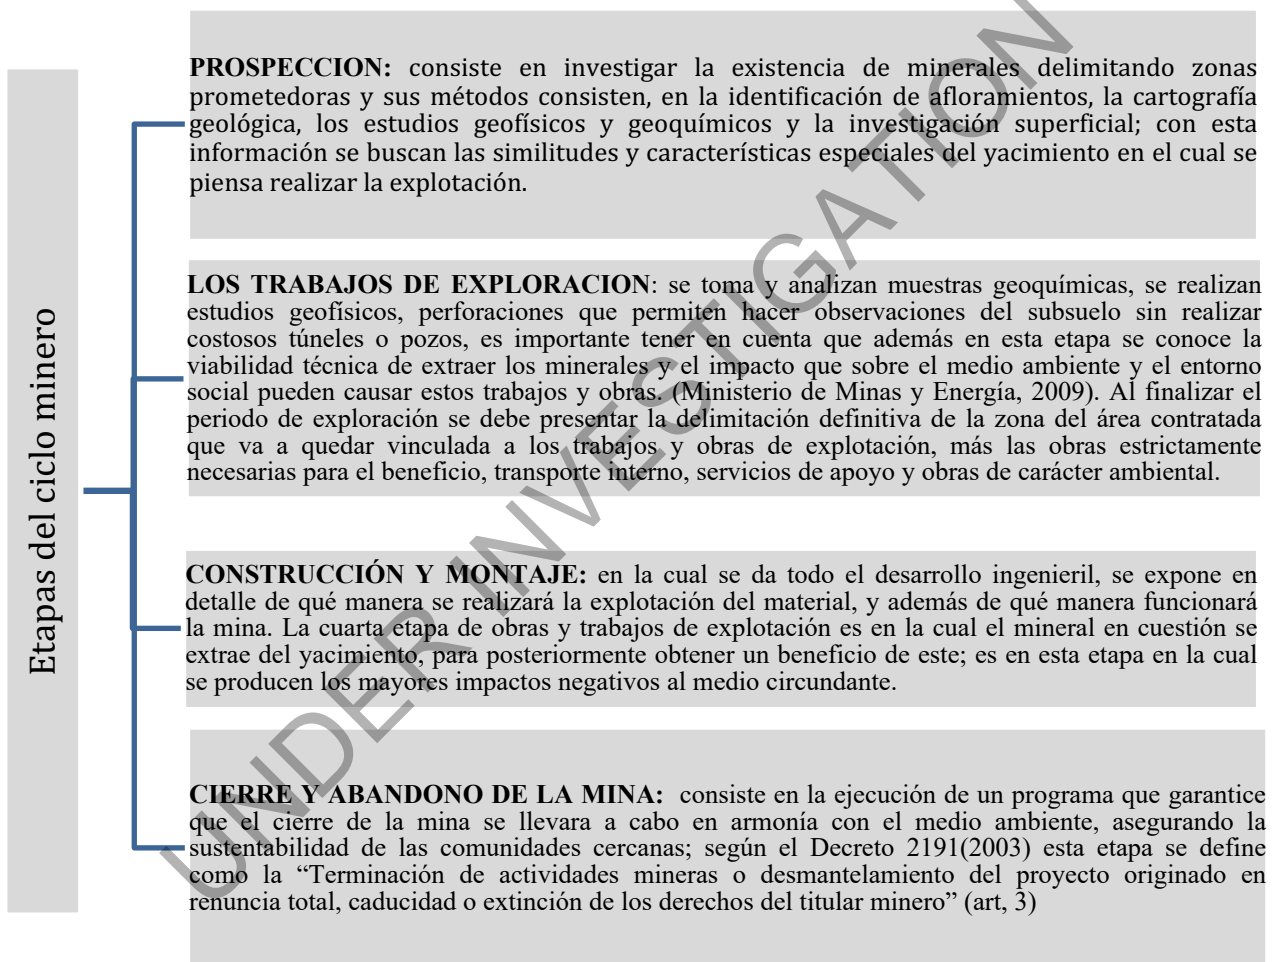 Etapas del ciclo minero
PROSPECCION: consiste en investigar la existencia de minerales delimitando zonas
prometedoras y sus métodos consisten, en la identificación de afloramientos, la cartografía
geológica, los estudios geofísicos y geoquímicos y la investigación superficial; con esta
información se buscan las similitudes y características especiales del yacimiento en el cual se
piensa realizar la explotación.
LOS TRABAJOS DE EXPLORACION: se toma y analizan muestras geoquímicas, se realizan
estudios geofísicos, perforaciones que permiten hacer observaciones del subsuelo sin realizar
costosos túneles o pozos, es importante tener en cuenta que además en esta etapa se conoce la
viabilidad técnica de extraer los minerales y el impacto que sobre el medio ambiente y el entorno
social pueden causar estos trabajos y obras. (Ministerio de Minas y Energía, 2009). Al finalizar el
periodo de exploración se debe presentar la delimitación definitiva de la zona del área contratada
que va a quedar vinculada a los trabajos y obras de explotación, más las obras estrictamente
necesarias para el beneficio, transporte interno, servicios de apoyo y obras de carácter ambiental.
CONSTRUCCIÓN Y MONTAJE: en la cual se da todo el desarrollo ingenieril, se expone en
detalle de qué manera se realizará la explotación del material, y además de qué manera funcionará
la mina. La cuarta etapa de obras y trabajos de explotación es en la cual el mineral en cuestión se
extrae del yacimiento, para posteriormente obtener un beneficio de este; es en esta etapa en la cual
se producen los mayores impactos negativos al medio circundante.
CIERRE Y ABANDONO DE LA MINA: consiste en la ejecución de un programa que garantice
que el cierre de la mina se llevara a cabo en armonía con el medio ambiente, asegurando la
sustentabilidad de las comunidades cercanas; según el Decreto 2191(2003) esta etapa se define
como la “Terminación de actividades mineras o desmantelamiento del proyecto originado en
renuncia total, caducidad o extinción de los derechos del titular minero” (art, 3)
UNDER INVESTIGATION